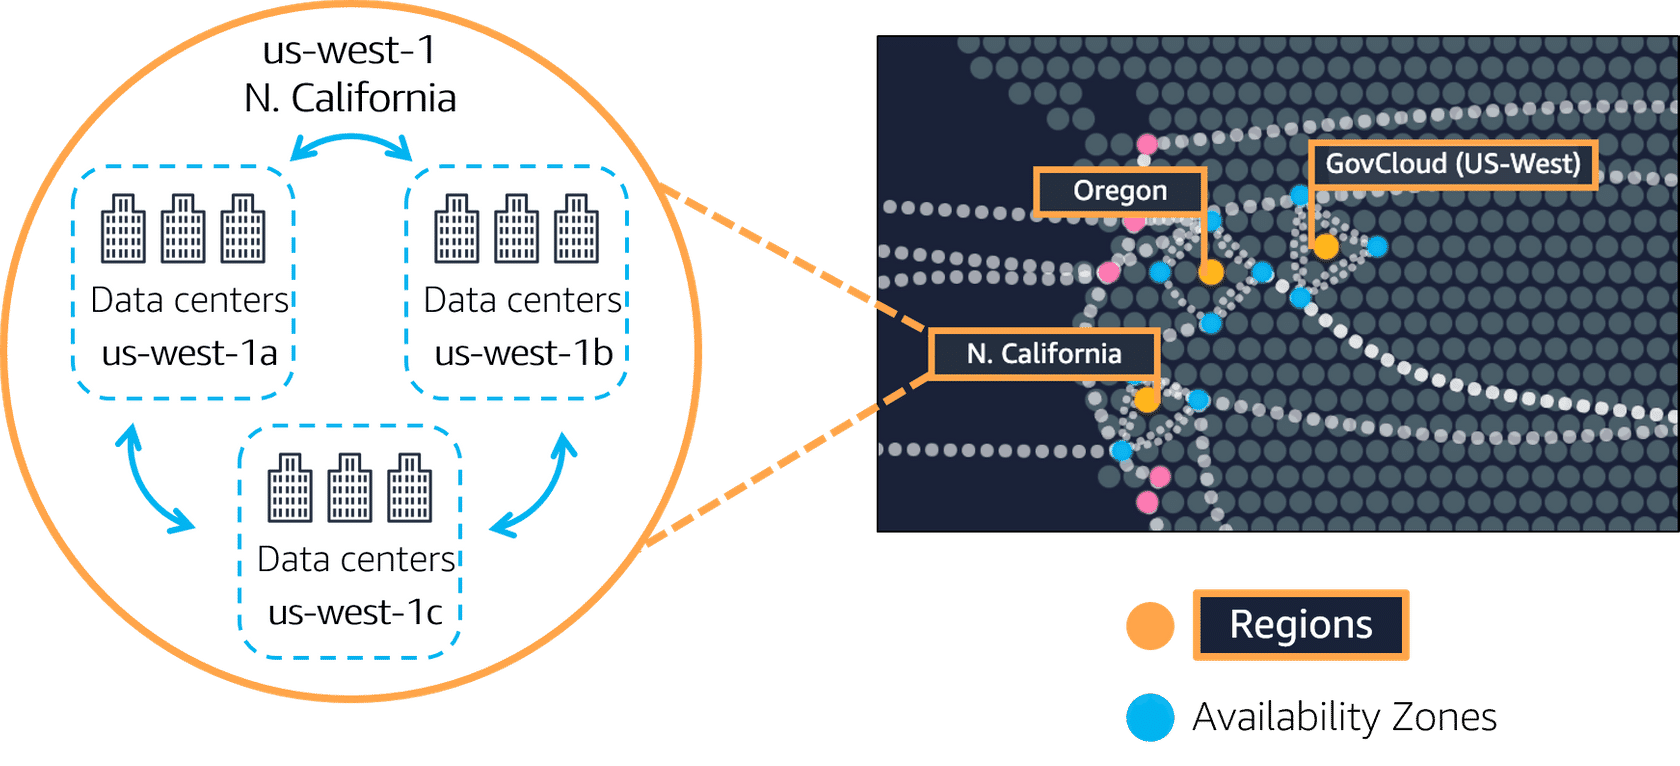 us-west-1
N. California
Data centers
us-west-1a
Data centers
us-west-1b
Data centers
us-west-1c
GovCloud (US-West)
Oregon
N. California
Regions
Availability Zones